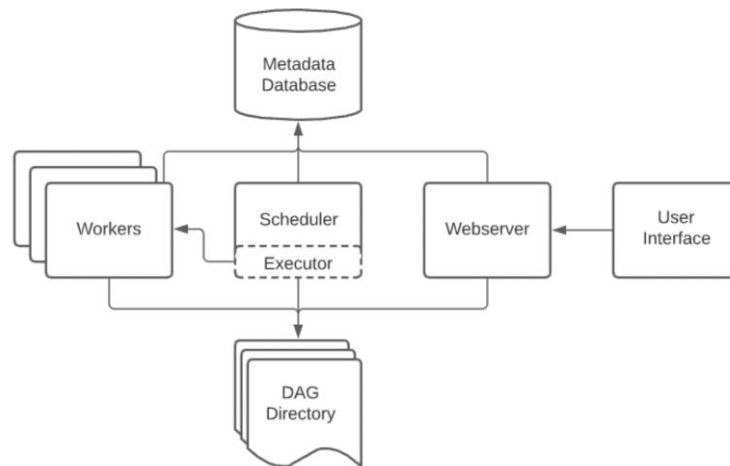 Metadata
Database
Workers
Scheduler
Executor
Webserver
User
Interface
DAG
Directory